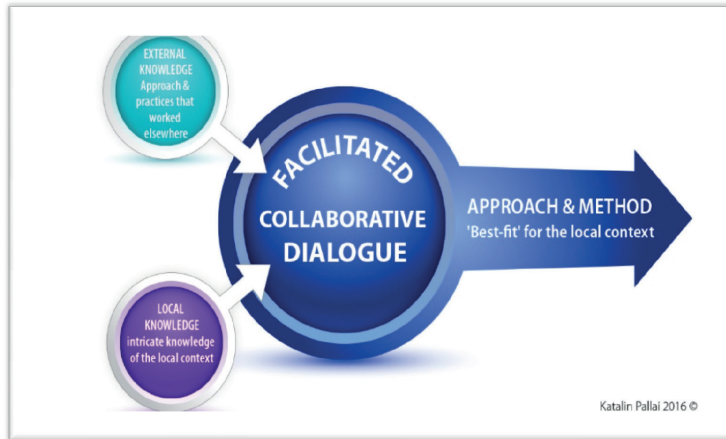 EXTERNAL
KNOWLEDGE
Approach &
practices that
worked
elsewhere
FACILITATED
COLLABORATIVE
DIALOGUE
APPROACH & METHOD
'Best-fit' for the local context
LOCAL
KNOWLEDGE
intricate knowledge
of the local context
Katalin Pallai 2016 ©